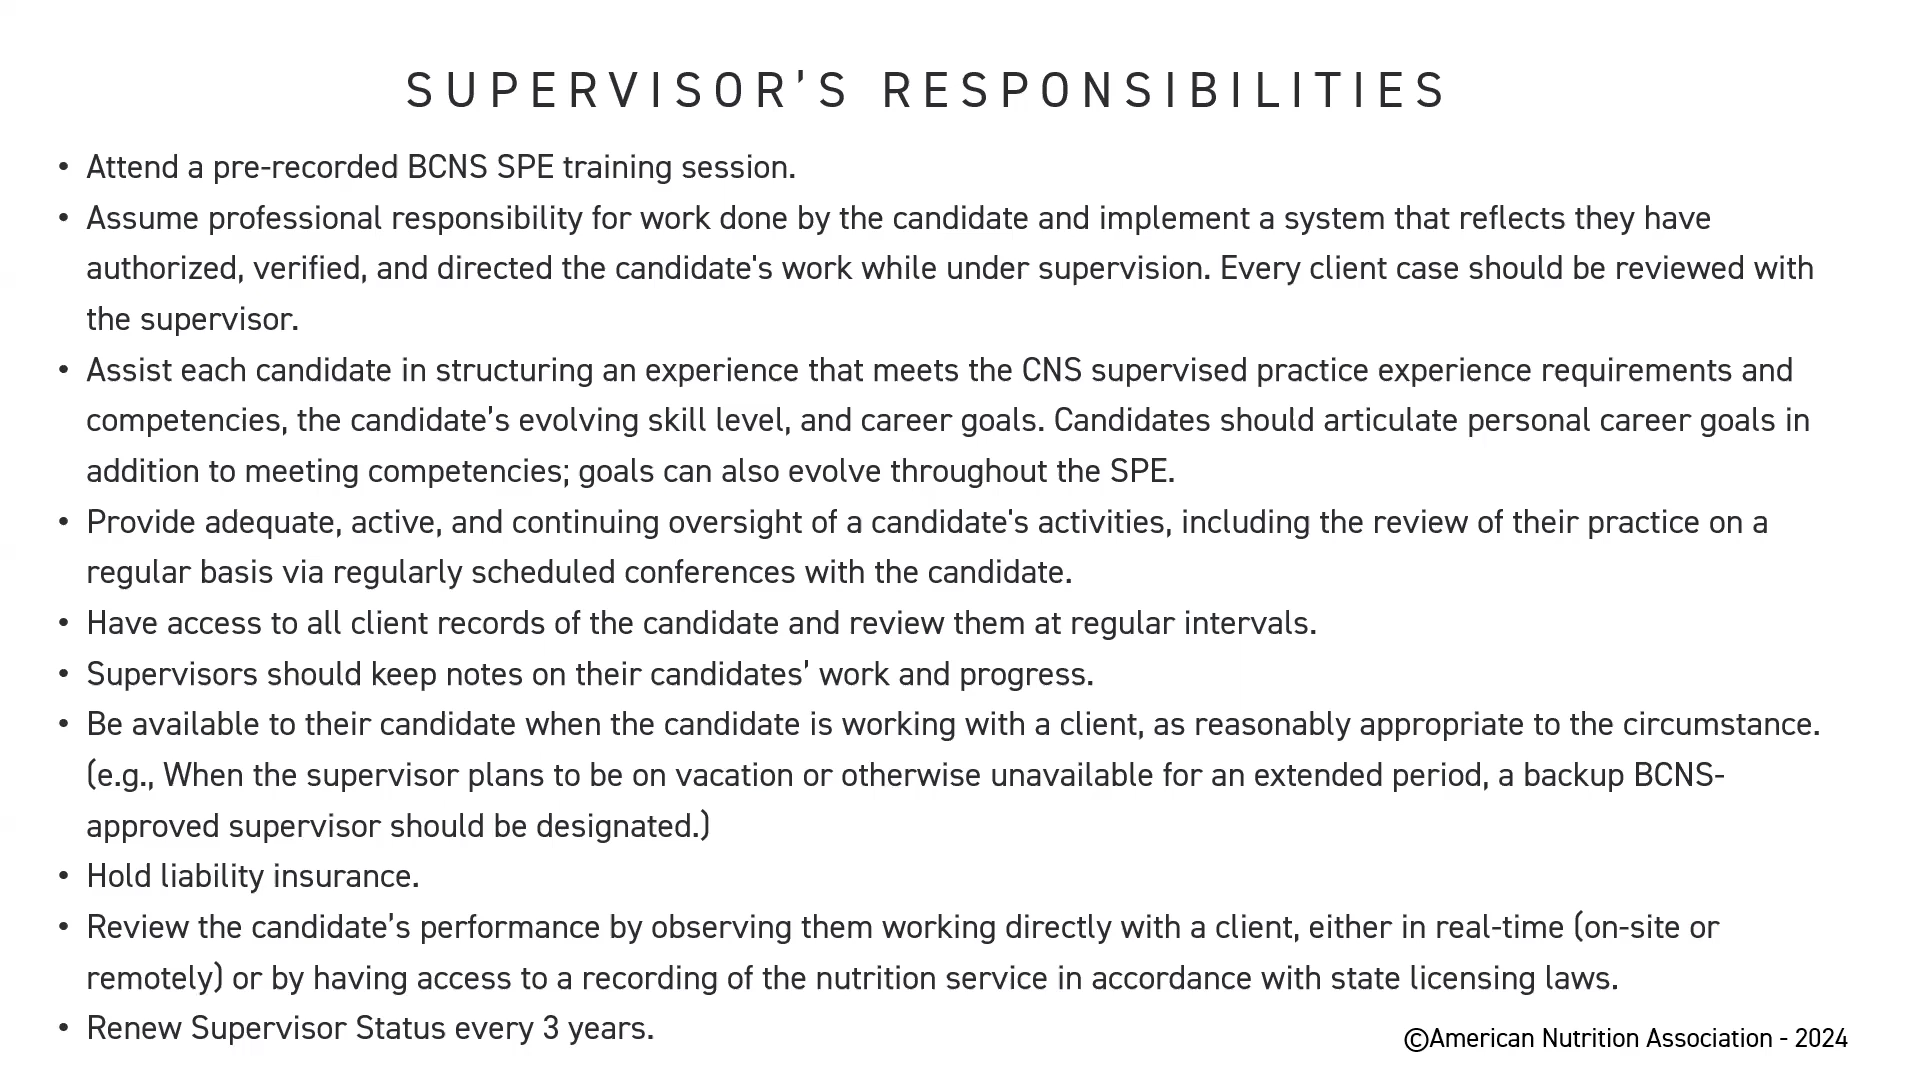 SUPERVISOR'S RESPONSIBILITIES
• Attend a pre-recorded BCNS SPE training session.
• Assume professional responsibility for work done by the candidate and implement a system that reflects they have
authorized, verified, and directed the candidate's work while under supervision. Every client case should be reviewed with
the supervisor.
• Assist each candidate in structuring an experience that meets the CNS supervised practice experience requirements and
competencies, the candidate’s evolving skill level, and career goals. Candidates should articulate personal career goals in
addition to meeting competencies; goals can also evolve throughout the SPE.
• Provide adequate, active, and continuing oversight of a candidate's activities, including the review of their practice on a
regular basis via regularly scheduled conferences with the candidate.
• Have access to all client records of the candidate and review them at regular intervals.
• Supervisors should keep notes on their candidates’ work and progress.
• Be available to their candidate when the candidate is working with a client, as reasonably appropriate to the circumstance.
(e.g., When the supervisor plans to be on vacation or otherwise unavailable for an extended period, a backup BCNS-
approved supervisor should be designated.)
• Hold liability insurance.
• Review the candidate’s performance by observing them working directly with a client, either in real-time (on-site or
remotely) or by having access to a recording of the nutrition service in accordance with state licensing laws.
• Renew Supervisor Status every 3 years.
©American Nutrition Association - 2024